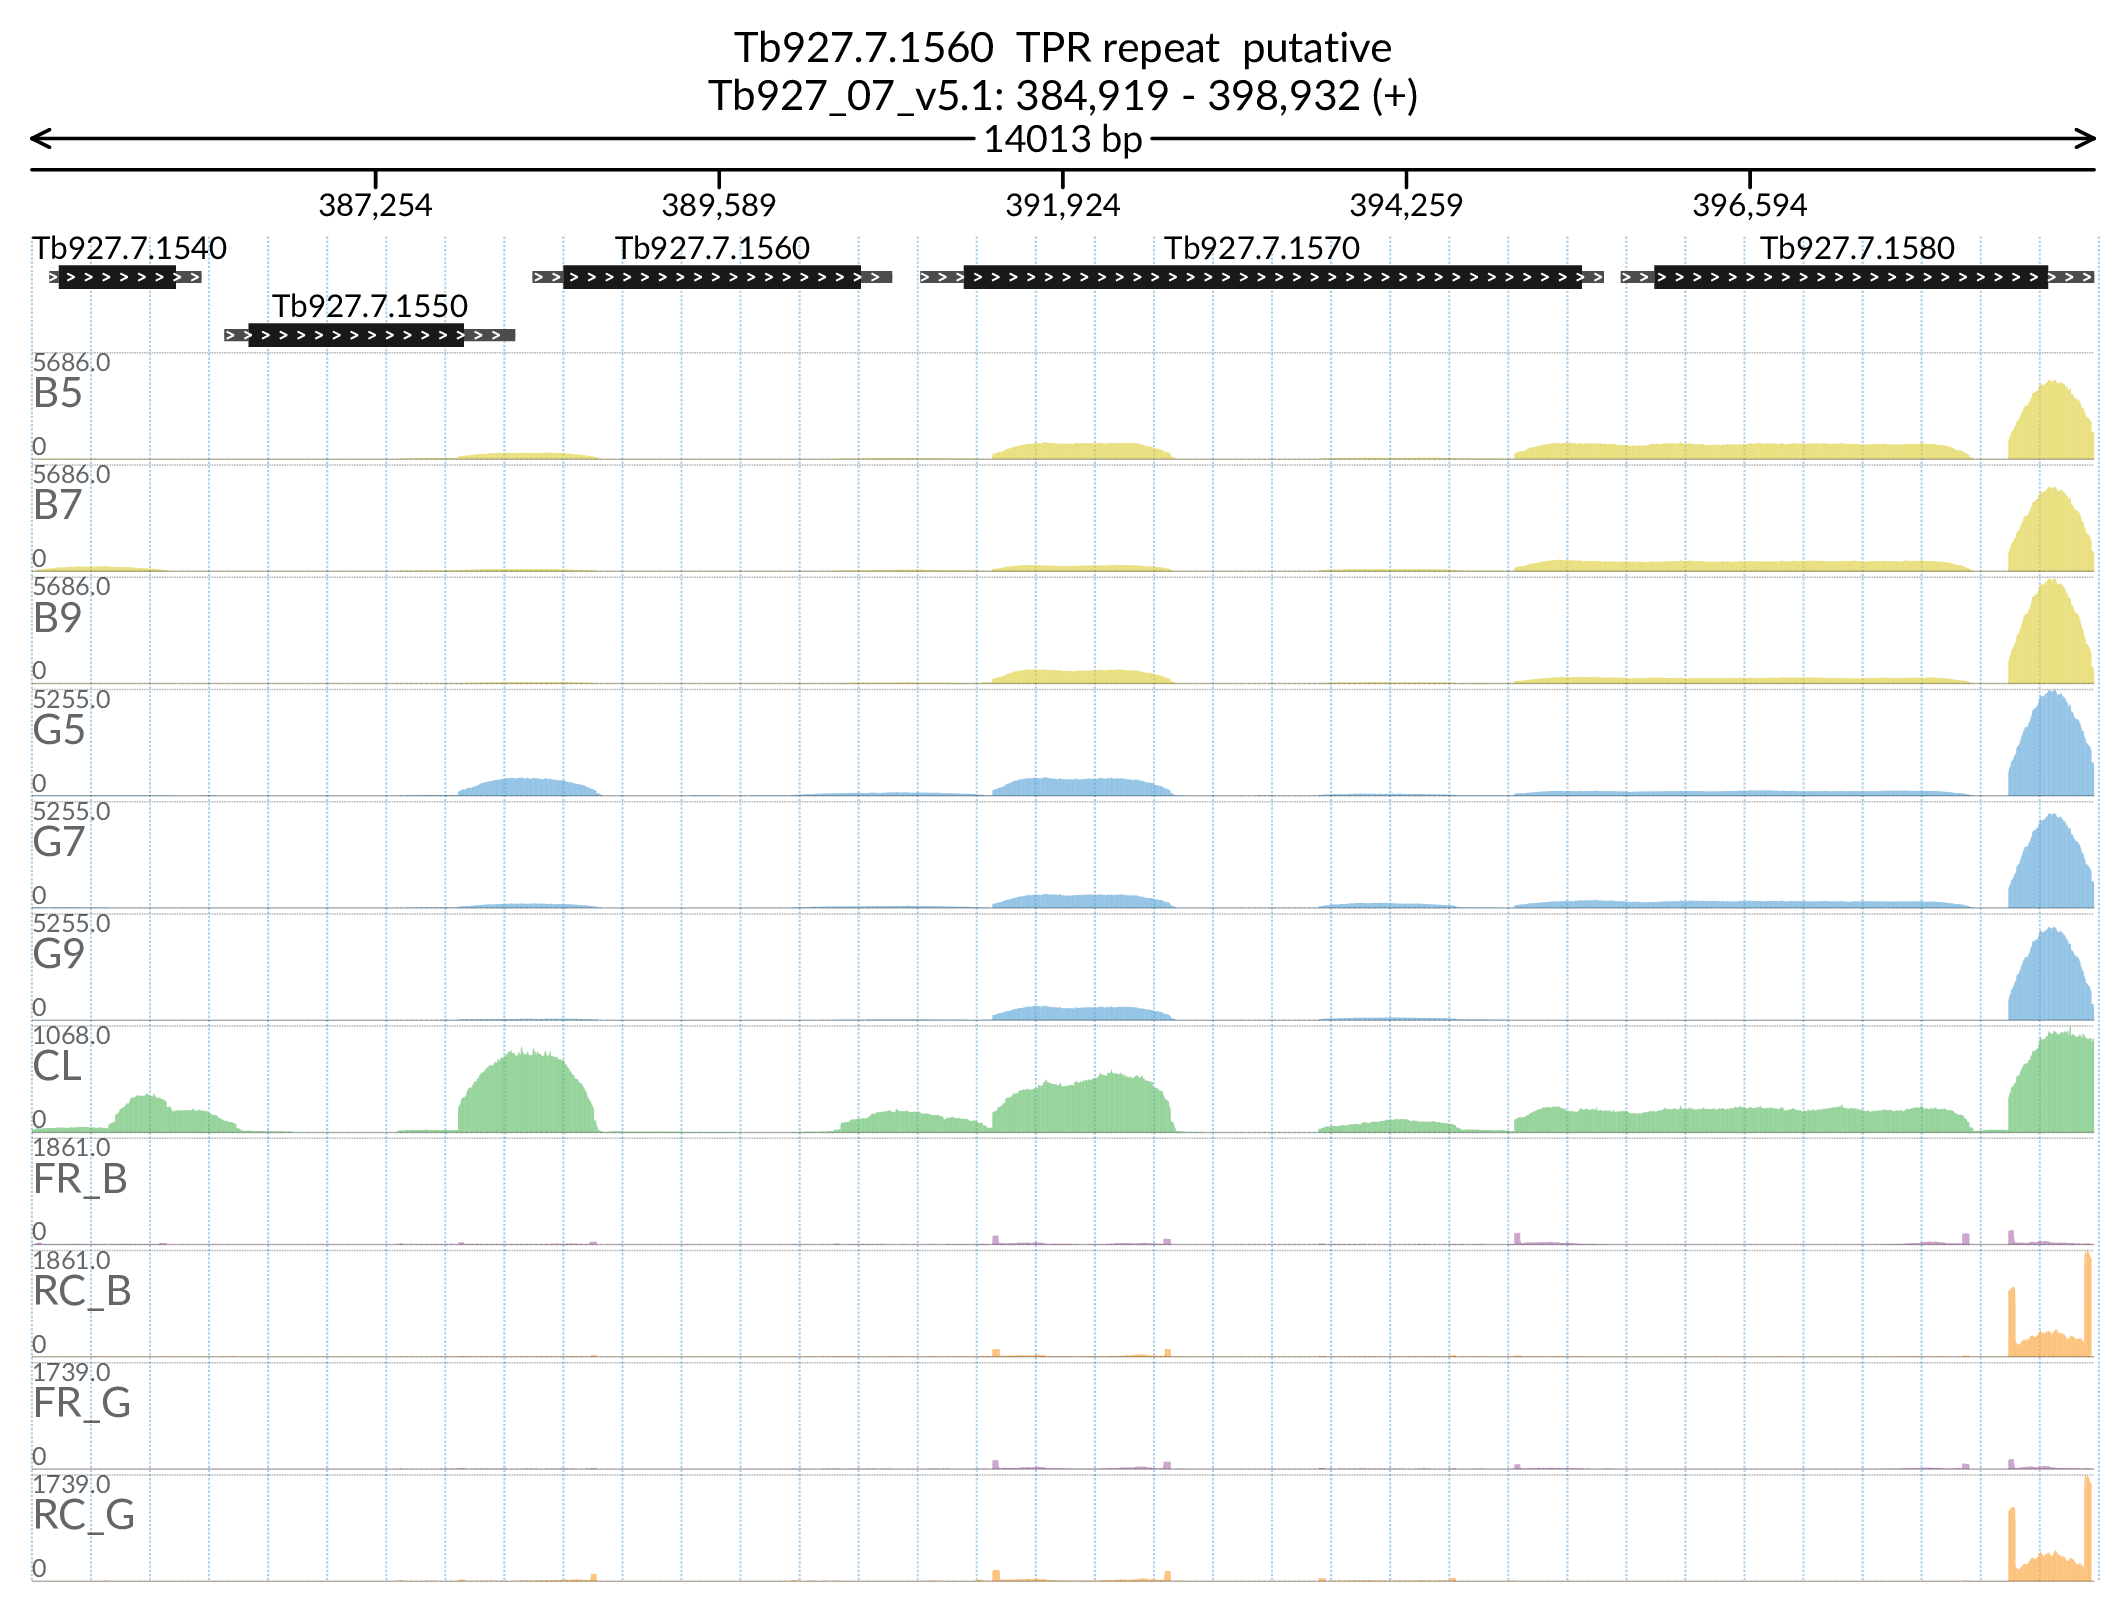 Tb927.7.1560  TPR repeat  putative
Tb927_07_v5.1: 384,919 - 398,932 (+)
14013 bp
387,254 389,589 391,924 394,259 396,594
Tb927.7.1540 Tb927.7.1560 Tb927.7.1570 Tb927.7.1580
Tb927.7.1550
5686.0
B5
0
5686.0
B7
0
5686.0
B9
0
5255.0
G5
0
5255.0
G7
0
5255.0
G9
0
1068.0
CL
0
1861.0
FR_B
0
1861.0
RC_B
0
1739.0
FR_G
0
1739.0
RC_G
0